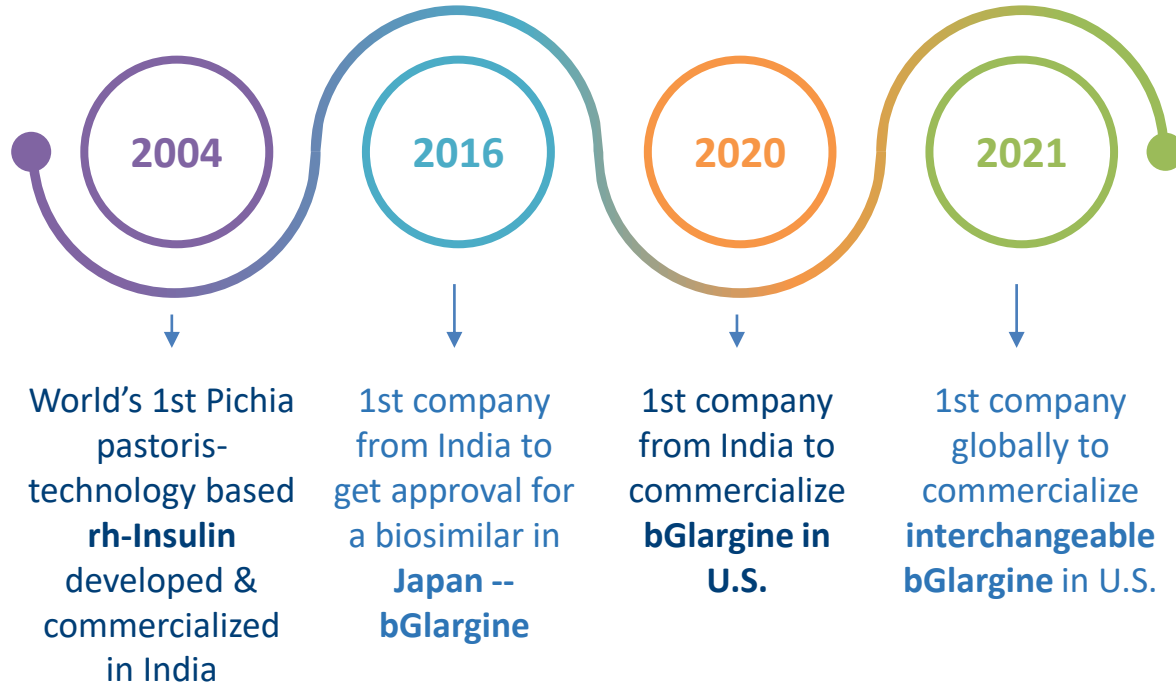 2004
2016
2020
2021
World’s 1st Pichia
pastoris-
technology based
rh-Insulin
developed &
commercialized
in India
1st company
from India to
get approval for
a biosimilar in
Japan --
bGlargine
1st company
from India to
commercialize
bGlargine in
U.S.
1st company
globally to
commercialize
interchangeable
bGlargine in U.S.